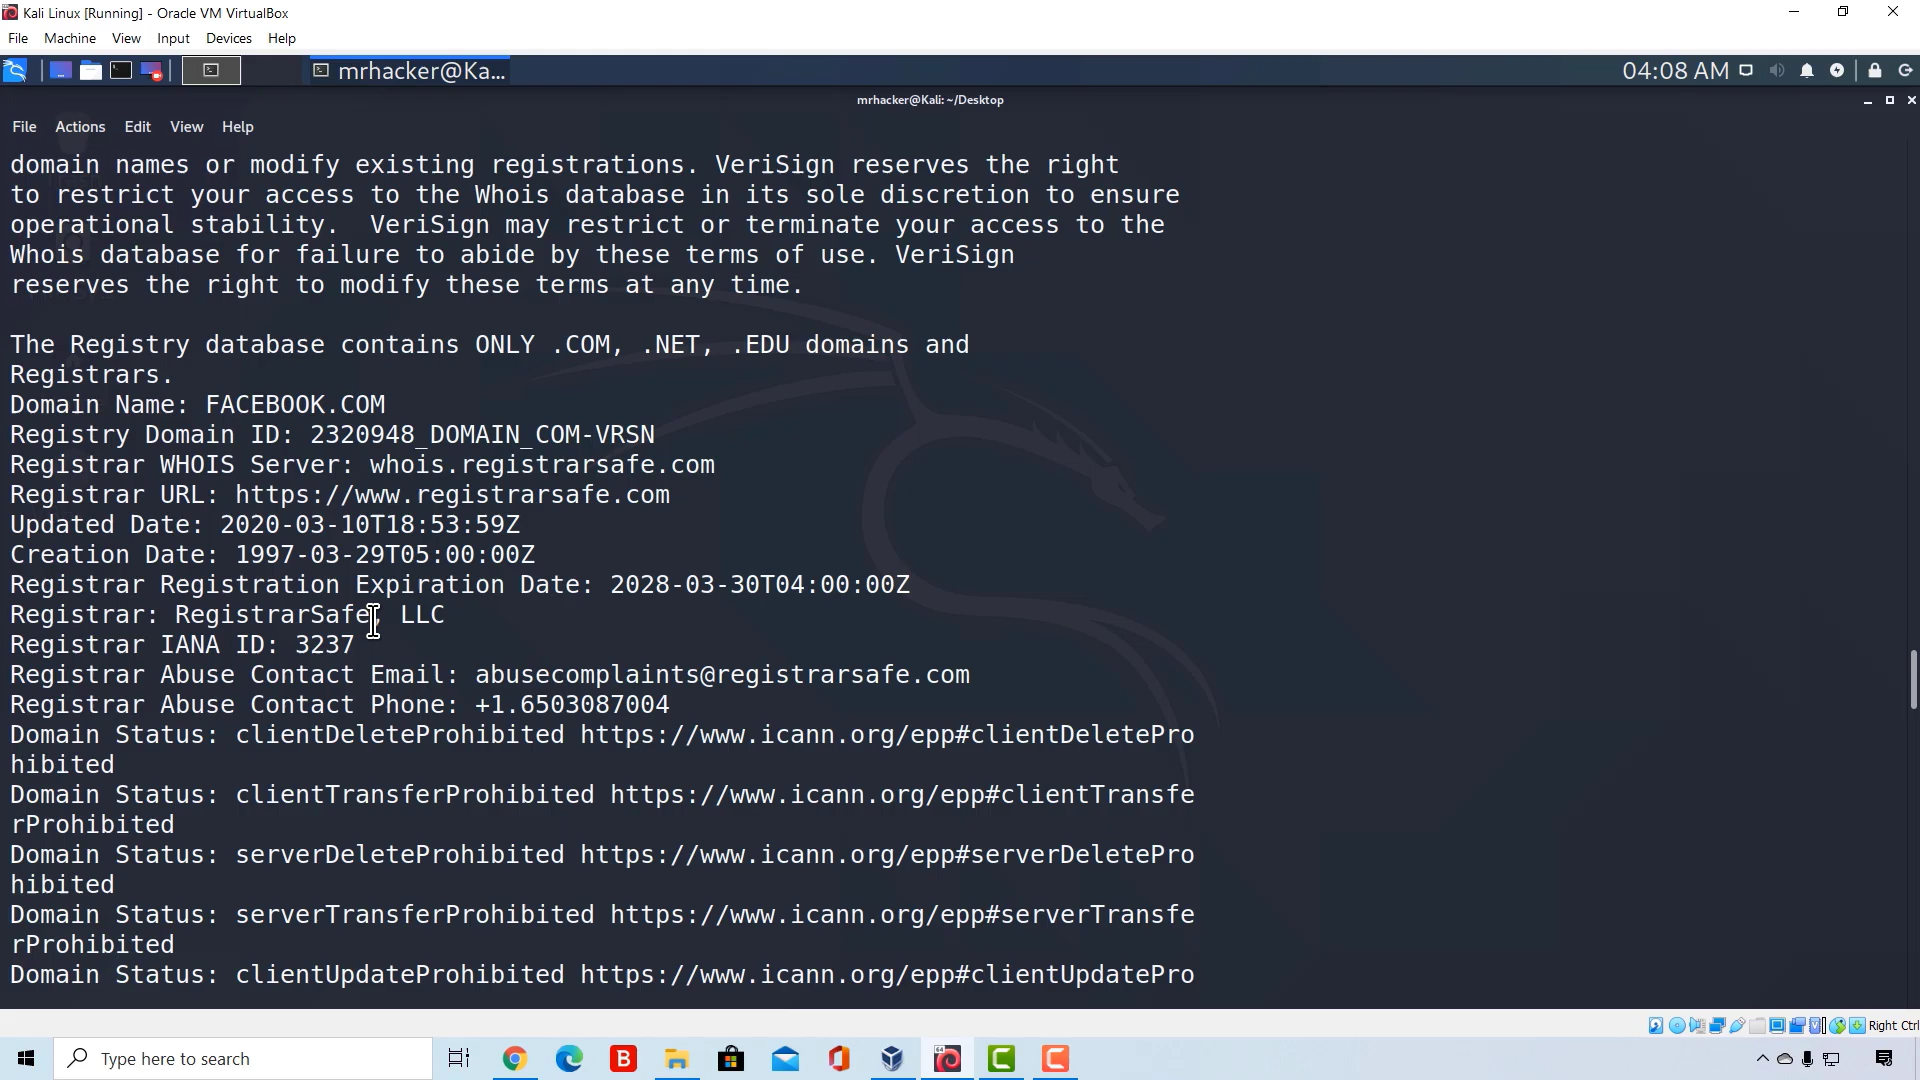 Kali Linux [Running] - Oracle VM VirtualBox
File Machine View Input Devices Help
mrhacker@Ka...
04:08 AM
mrhacker@Kali: ~/Desktop
File Actions Edit View Help
domain names or modify existing registrations. VeriSign reserves the right
to restrict your access to the Whois database in its sole discretion to ensure
operational stability.  VeriSign may restrict or terminate your access to the
Whois database for failure to abide by these terms of use. VeriSign
reserves the right to modify these terms at any time.
The Registry database contains ONLY .COM, .NET, .EDU domains and
Registrars.
Domain Name: FACEBOOK.COM
Registry Domain ID: 2320948_DOMAIN_COM-VRSN
Registrar WHOIS Server: whois.registrarsafe.com
Registrar URL: https://www.registrarsafe.com
Updated Date: 2020-03-10T18:53:59Z
Creation Date: 1997-03-29T05:00:00Z
Registrar Registration Expiration Date: 2028-03-30T04:00:00Z
Registrar: RegistrarSafe, LLC
Registrar IANA ID: 3237
Registrar Abuse Contact Email: abusecomplaints@registrarsafe.com
Registrar Abuse Contact Phone: +1.6503087004
Domain Status: clientDeleteProhibited https://www.icann.org/epp#clientDeletePro
hibited
Domain Status: clientTransferProhibited https://www.icann.org/epp#clientTransfe
rProhibited
Domain Status: serverDeleteProhibited https://www.icann.org/epp#serverDeletePro
hibited
Domain Status: serverTransferProhibited https://www.icann.org/epp#serverTransfe
rProhibited
Domain Status: clientUpdateProhibited https://www.icann.org/epp#clientUpdatePro
Right Ctrl
Type here to search